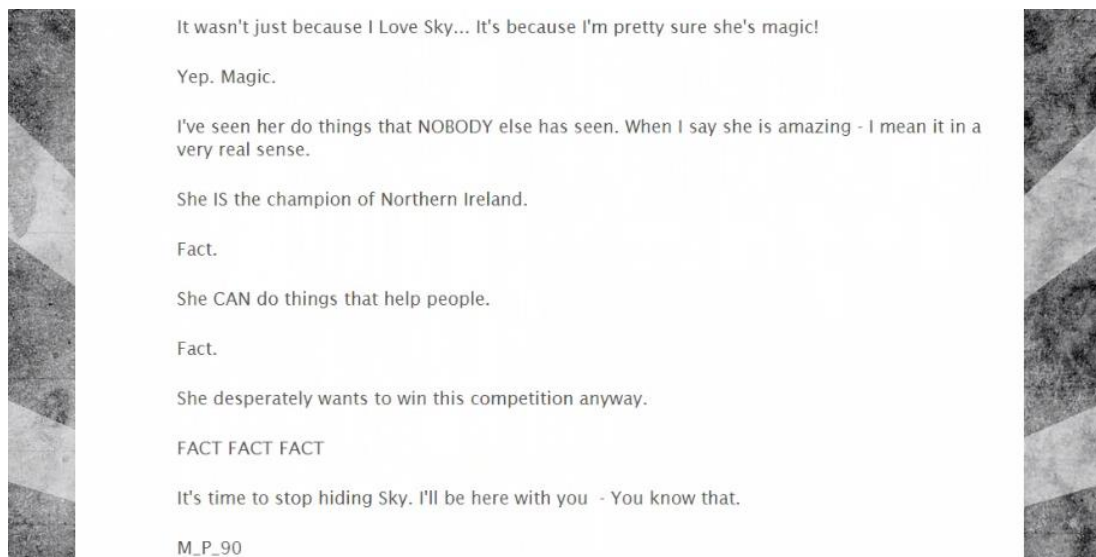 It wasn't just because I Love Sky... It's because I'm pretty sure she's magic!
Yep. Magic.
I've seen her do things that NOBODY else has seen. When I say she is amazing - I mean it in a
very real sense.
She IS the champion of Northern Ireland.
Fact.
She CAN do things that help people.
Fact.
She desperately wants to win this competition anyway.
FACT FACT FACT
It's time to stop hiding Sky. I'll be here with you  - You know that.
M_P_90